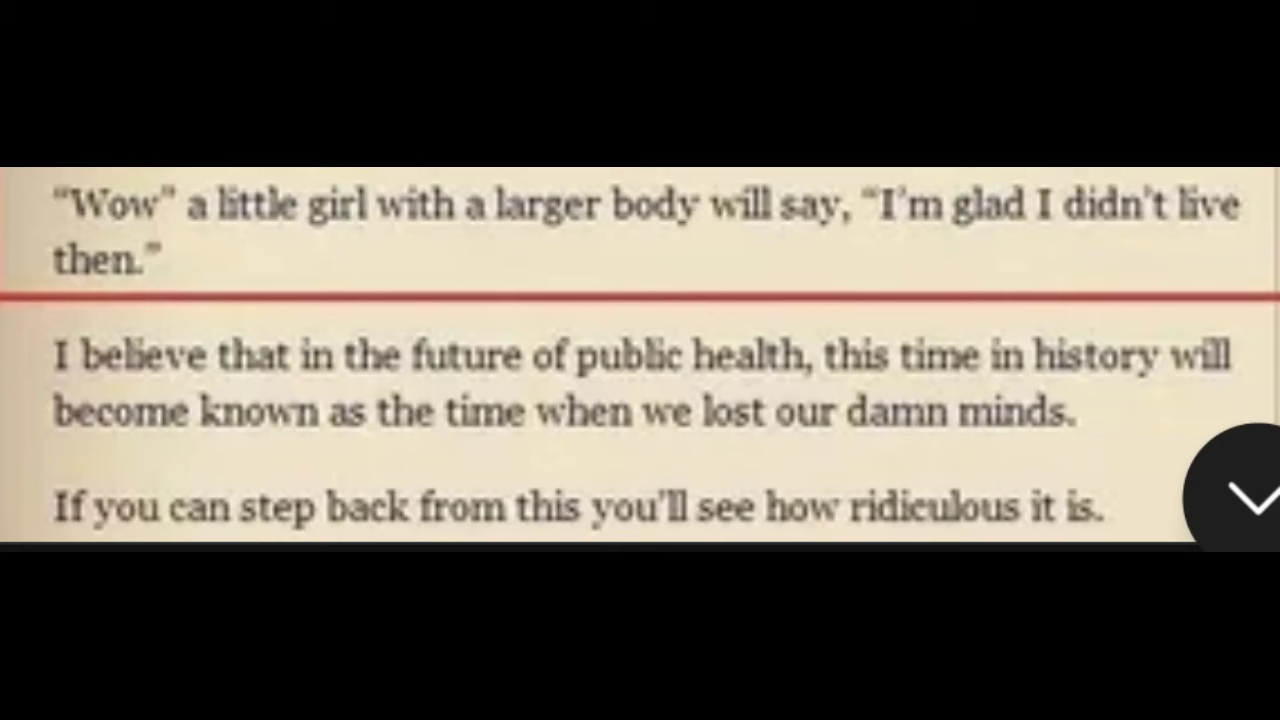 “Wow” a little girl with a larger body will say, “I’m glad I didn’t live
then.”
I believe that in the future of public health, this time in history will
become known as the time when we lost our damn minds.
If you can step back from this you’ll see how ridiculous it is.